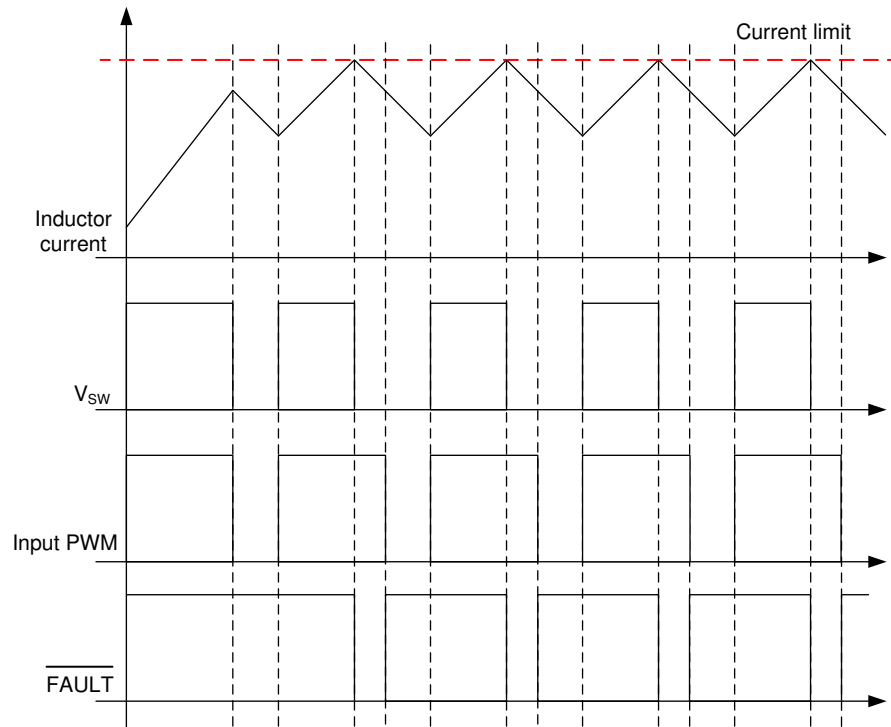 Current limit
Inductor
current
V_SW
Input PWM
FAULT